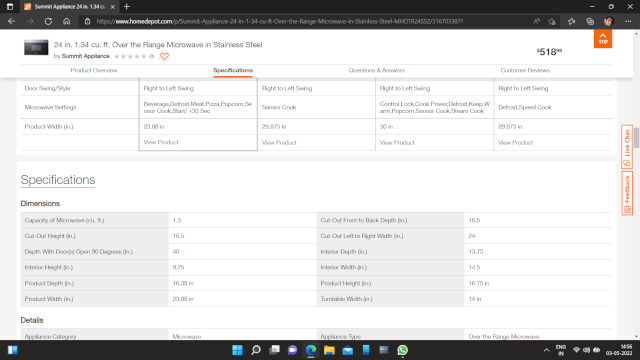 Summit Appliance 24 in. 1.34 cu
https://www.homedepot.com/p/Summit-Appliance-24-in-1-34-cu-ft-Over-the-Range-Microwave-in-Stainless-Steel-MHOTR24SS2/316703387?
24 in. 1.34 cu. ft. Over the Range Microwave in Stainless Steel
by Summit Appliance (0)
$518.99
TOP
Product Overview Specifications Questions & Answers Customer Reviews
Door Swing/Style Right to Left Swing Right to Left Swing Right to Left Swing Right to Left Swing
Microwave Settings Beverage,Defrost,Meat,Pizza,Popcorn,Se Sensor Cook Control Lock,Cook Power,Defrost,Keep W Defrost,Speed Cook
nsor Cook,Start/ +30 Sec arm,Popcorn,Sensor Cook,Steam Cook
Product Width (in.) 23.88 in 29.875 in 30 in 29.875 in
View Product View Product View Product View Product
Live Chat
Feedback
Specifications
Dimensions
Capacity of Microwave (cu. ft.) 1.3 Cut-Out Front to Back Depth (in.) 16.5
Cut-Out Height (in.) 16.5 Cut-Out Left to Right Width (in.) 24
Depth With Door(s) Open 90 Degrees (in.) 40 Interior Depth (in.) 13.75
Interior Height (in.) 9.75 Interior Width (in.) 14.5
Product Depth (in.) 16.38 in Product Height (in.) 16.75 in
Product Width (in.) 23.88 in Turntable Width (in.) 14 in
Details
Appliance Category Microwave Appliance Type Over the Range Microwave
ENG
IN
14:56
03-05-2022